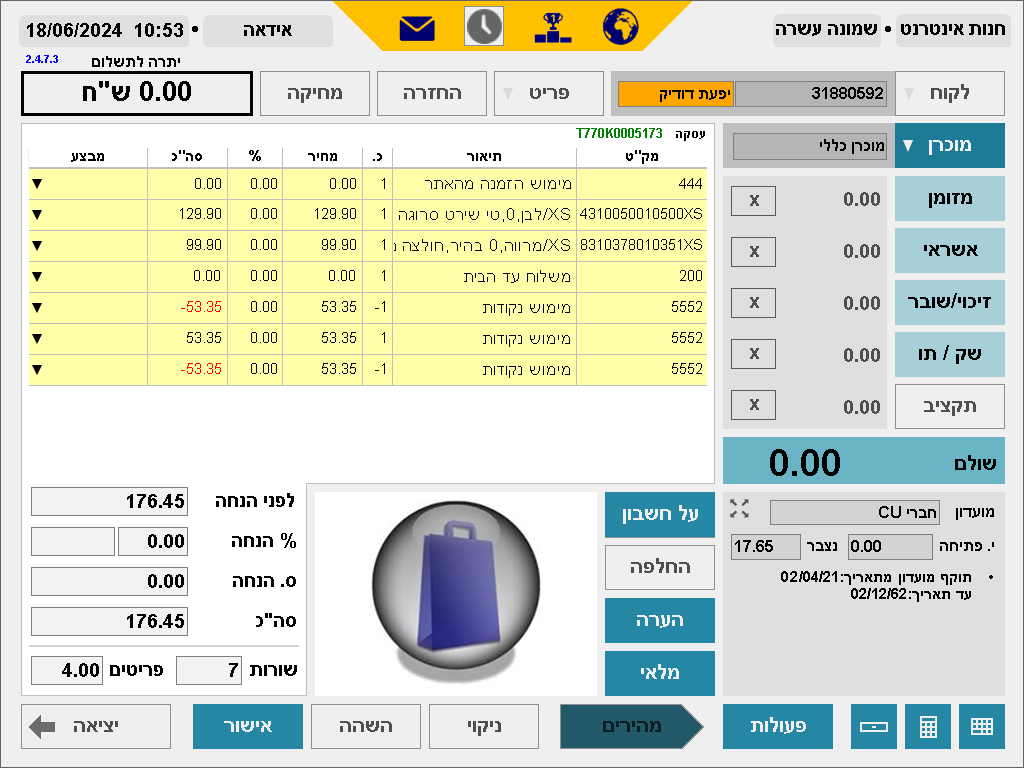 חנות אינטרנט • שמונה עשרה
אידאה • 10:53 18/06/2024
2.4.7.3
יתרה לתשלום
0.00 ש"ח
לקוח
31880592
יפעת דודיק
פריט
החזרה
מחיקה
מוכרן
מוכרן כללי
עסקה T770K0005173
מק"ט תיאור כ. מחיר % סה"כ מבצע
444 מימוש הזמנה מהאתר 1 0.00 0.00 0.00
4310050010500XS XS/לבן,0,טי שירט סרוגה 1 129.90 0.00 129.90
8310378010351XS XS/מרווה,0 בהיר,חולצה 1 99.90 0.00 99.90
200 משלוח עד הבית 1 0.00 0.00 0.00
5552 מימוש נקודות -1 53.35 0.00 -53.35
5552 מימוש נקודות 1 53.35 0.00 53.35
5552 מימוש נקודות -1 53.35 0.00 -53.35
מזומן 0.00 X
אשראי 0.00 X
זיכוי/שובר 0.00 X
שק / תו 0.00 X
תקציב 0.00 X
שולם 0.00
מועדון חברי CU
י. פתיחה 0.00 נצבר 17.65
• תוקף מועדון מתאריך:02/04/21
עד תאריך:02/12/62
על חשבון
החלפה
הערה
מלאי
לפני הנחה 176.45
% הנחה 0.00
ס. הנחה 0.00
סה"כ 176.45
שורות 7 פריטים 4.00
פעולות
מהירים
ניקוי
השהה
אישור
יציאה